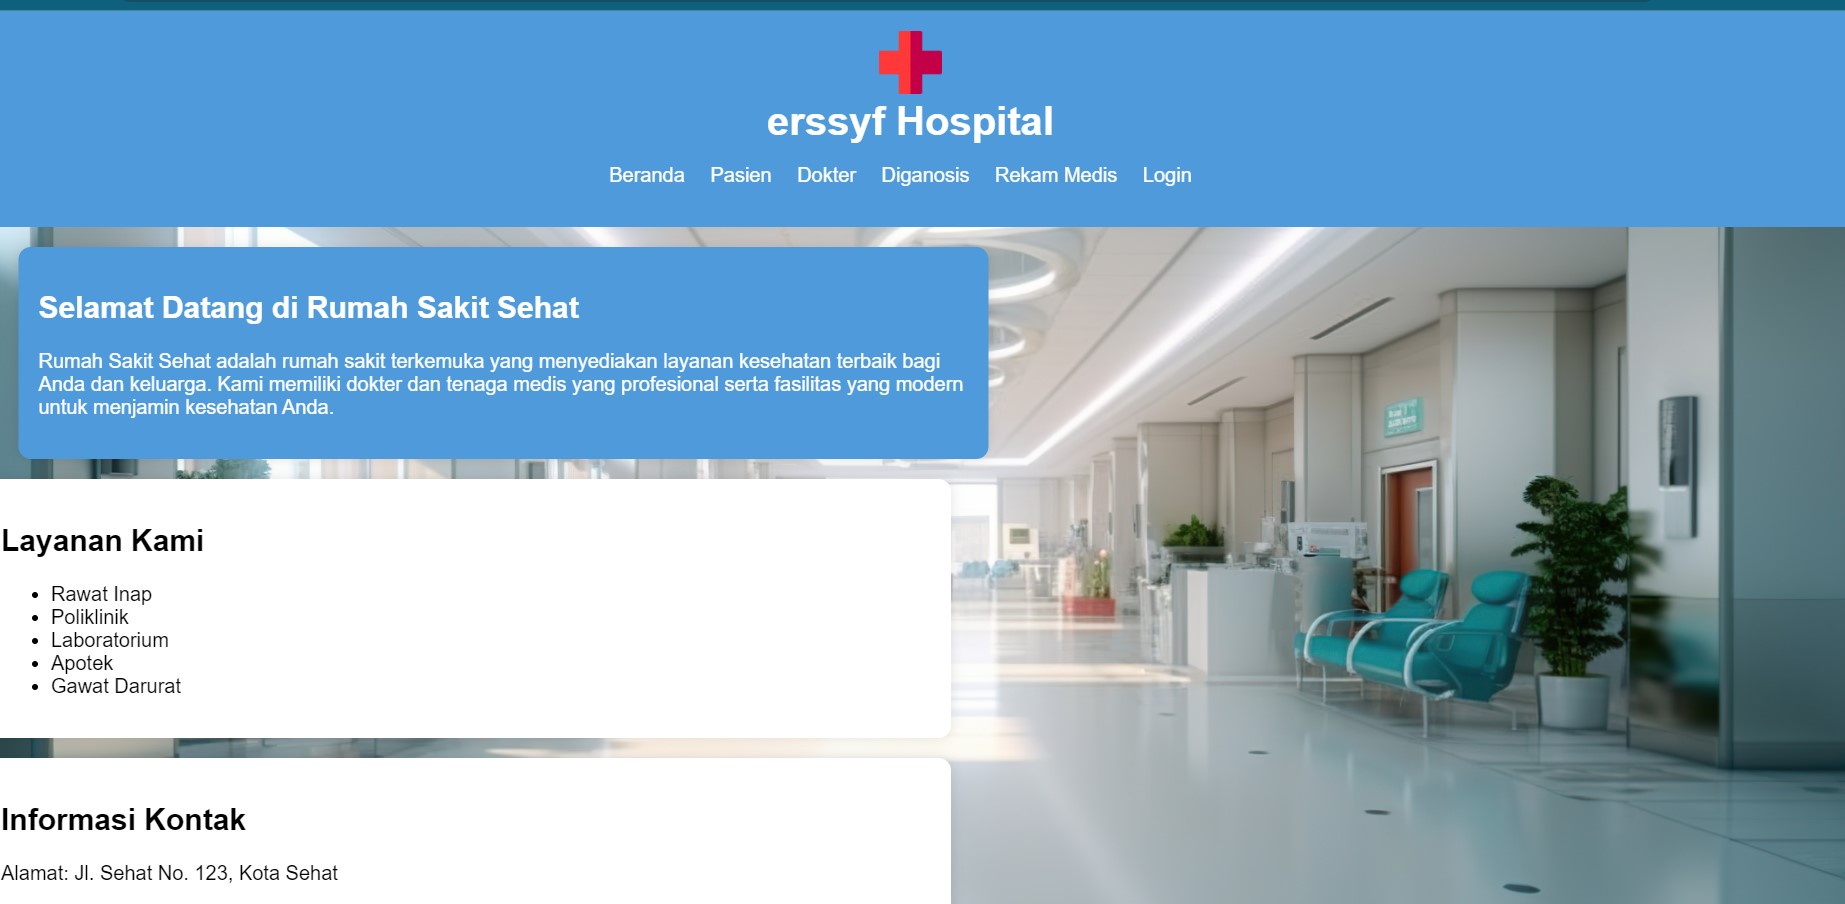 erssyf Hospital
Beranda Pasien Dokter Diganosis Rekam Medis Login
Selamat Datang di Rumah Sakit Sehat
Rumah Sakit Sehat adalah rumah sakit terkemuka yang menyediakan layanan kesehatan terbaik bagi
Anda dan keluarga. Kami memiliki dokter dan tenaga medis yang profesional serta fasilitas yang modern
untuk menjamin kesehatan Anda.
Layanan Kami
Rawat Inap
Poliklinik
Laboratorium
Apotek
Gawat Darurat
Informasi Kontak
Alamat: Jl. Sehat No. 123, Kota Sehat